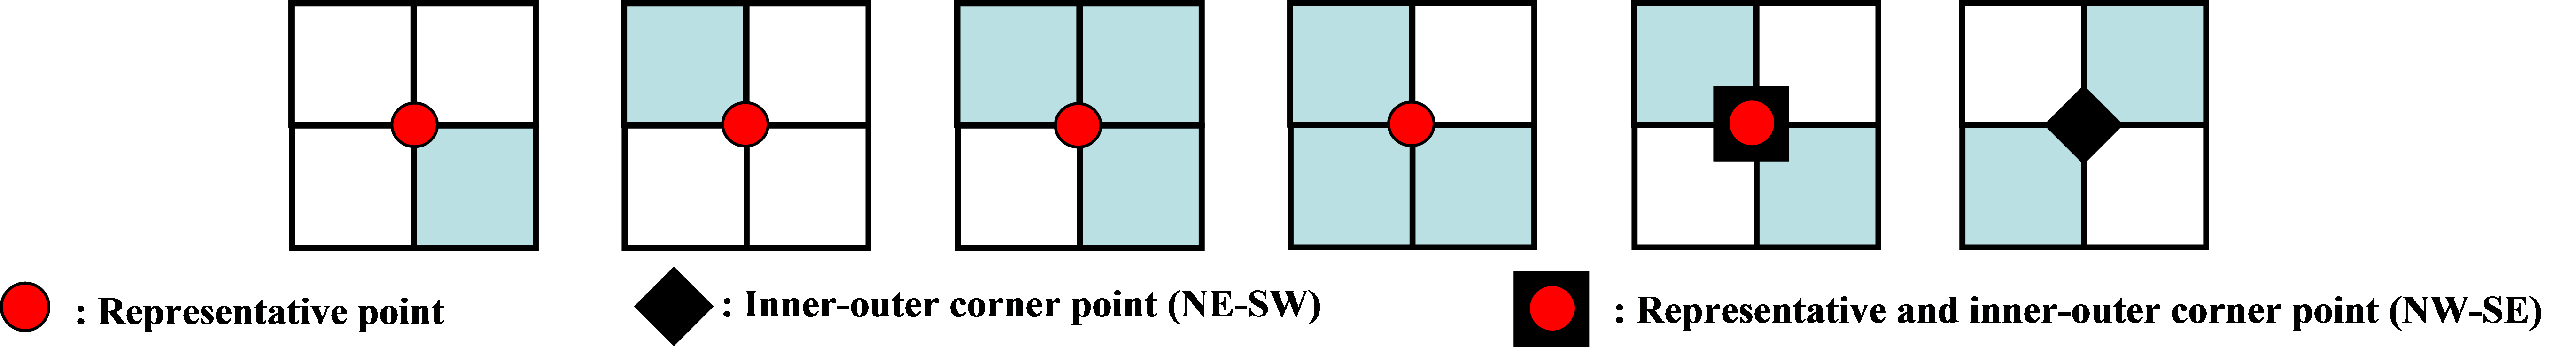 : Representative point : Inner-outer corner point (NE-SW) : Representative and inner-outer corner point (NW-SE)